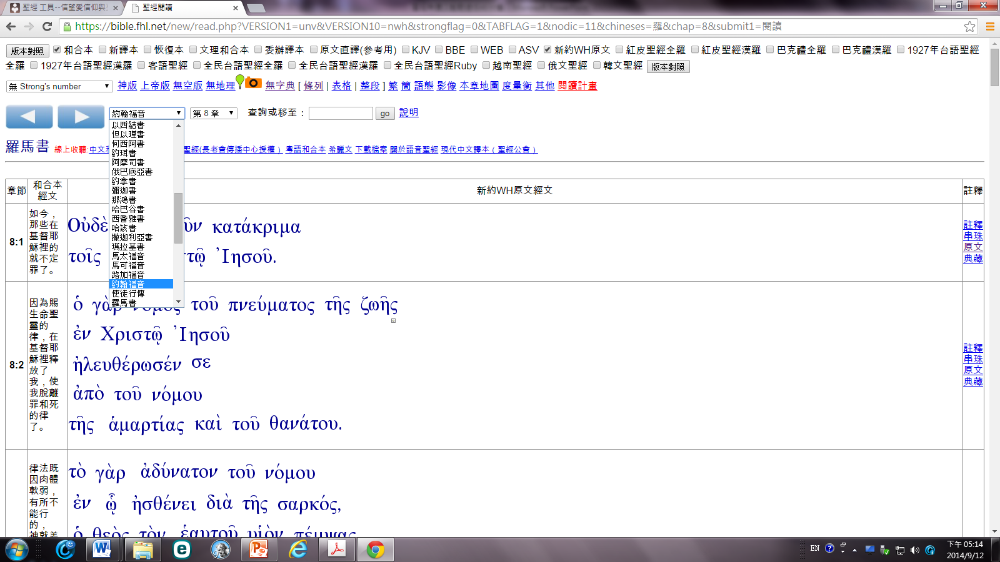 聖經 工具--信望愛信仰與
聖經閱讀
https://bible.fhl.net/new/read.php?VERSION1=unv&VERSION10=nwh&strongflag=0&TABFLAG=1&nodic=11&chineses=羅&chap=8&submit1=閱讀
版本對照 和合本 新譯本 恢復本 文理和合本 委辦譯本 原文直譯(參考用) KJV BBE WEB ASV 新約WH原文 紅皮聖經全羅 紅皮聖經漢羅 巴克禮全羅 巴克禮漢羅 1927年台語聖經
全羅 1927年台語聖經漢羅 客語聖經 全民台語聖經全羅 全民台語聖經漢羅 全民台語聖經Ruby 越南聖經 俄文聖經 韓文聖經 版本對照
無 Strong's number 神版 上帝版 無空版 無地理 無字典 [ 條列 | 表格 | 整段 ] 繁 簡 語態 影像 本章地圖 度量衡 其他 閱讀計畫
約翰福音 第 8 章 查詢或移至： go 說明
以西結書
但以理書
何西阿書
約珥書
阿摩司書
俄巴底亞書
約拿書
彌迦書
那鴻書
哈巴谷書
西番雅書
哈該書
撒迦利亞書
瑪拉基書
馬太福音
馬可福音
路加福音
約翰福音
使徒行傳
羅馬書
羅馬書 線上收聽:中文和 聖經(長老會傳播中心授權） 粵語和合本 希臘文 下載檔案 關於語音聖經 現代中文譯本（聖經公會）
章節 和合本 新約WH原文經文 註釋
經文
8:1
如今，
那些在
基督耶
穌裡的
就不定
罪了。
Οὐδὲ ῦν κατάκριμα
τοῖς τῷ Ἰησοῦ.
註釋
串珠
原文
典藏
8:2
因為賜
生命聖
靈的
律，在
基督耶
穌裡釋
放了
我，使
我脫離
罪和死
的律
了。
ὁ γὰρ νόμος τοῦ πνεύματος τῆς ζωῆς
ἐν Χριστῷ Ἰησοῦ
ἠλευθέρωσέν σε
ἀπὸ τοῦ νόμου
τῆς ἁμαρτίας καὶ τοῦ θανάτου.
註釋
串珠
原文
典藏
律法既
因肉體
軟弱，
有所不
能行
的，
神就差
τὸ γὰρ ἀδύνατον τοῦ νόμου
ἐν ᾧ ἠσθένει διὰ τῆς σαρκός,
ὁ θεὸς τὸν ἑαυτοῦ υἱὸν πέμψας
EN
下午 05:14
2014/9/12